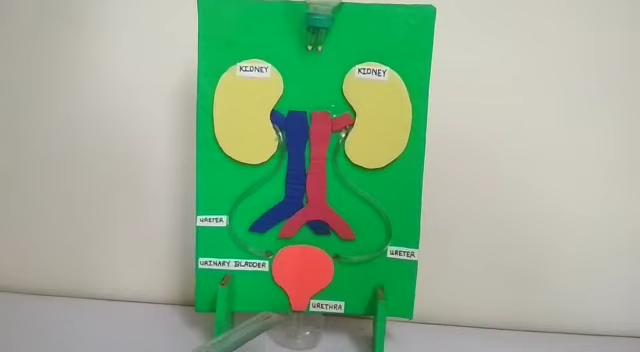 KIDNEY
KIDNEY
URETER
URETER
URINARY BLADDER
URETHRA